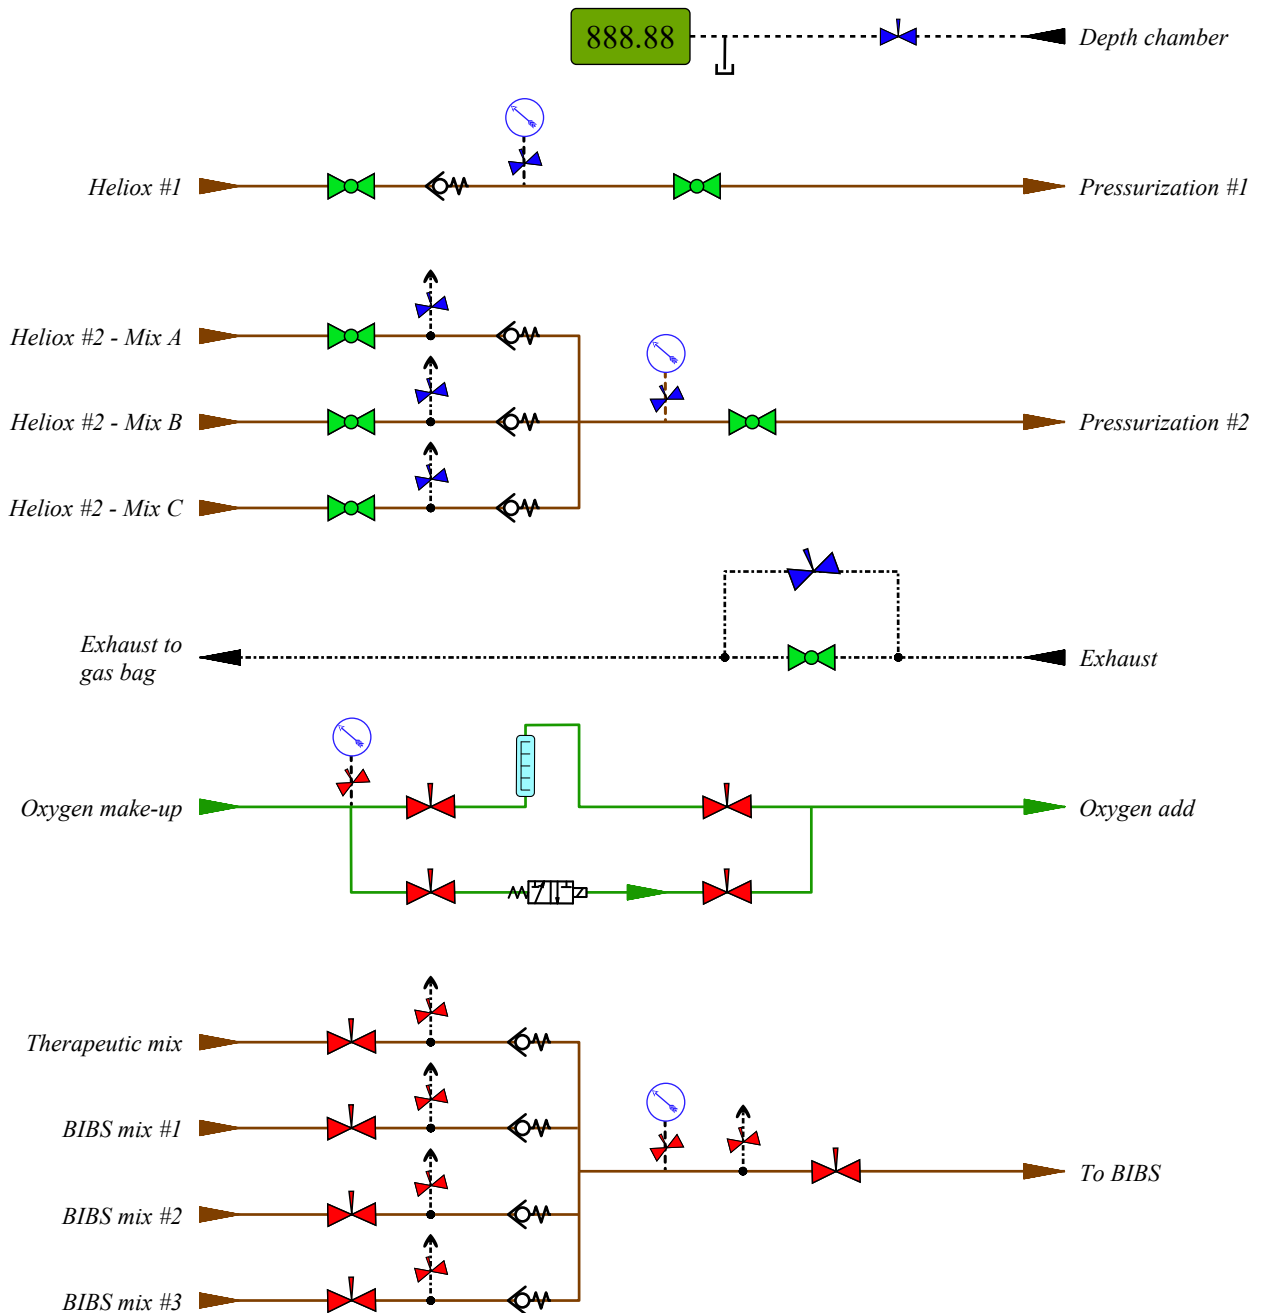 888.88
Depth chamber
Heliox #1
Pressurization #1
Heliox #2 - Mix A
Heliox #2 - Mix B
Pressurization #2
Heliox #2 - Mix C
Exhaust to
gas bag
Exhaust
Oxygen make-up
Oxygen add
Therapeutic mix
BIBS mix #1
To BIBS
BIBS mix #2
BIBS mix #3